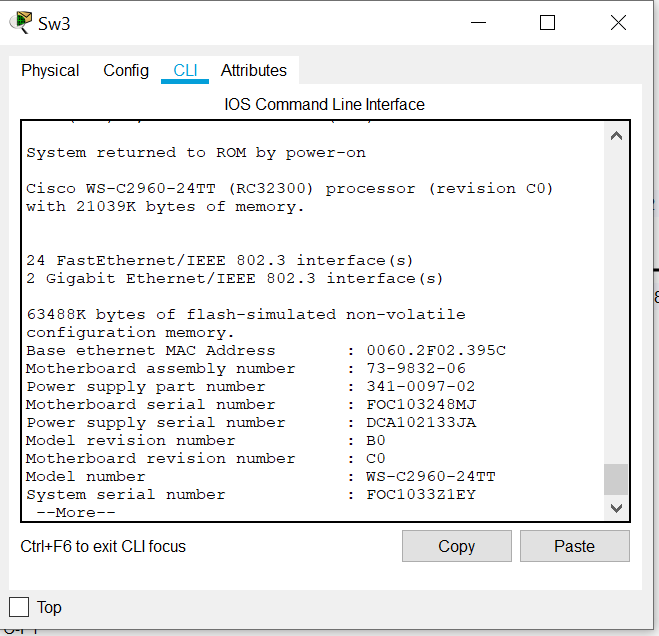 Sw3
Physical Config CLI Attributes
IOS Command Line Interface
System returned to ROM by power-on
Cisco WS-C2960-24TT (RC32300) processor (revision C0)
with 21039K bytes of memory.
24 FastEthernet/IEEE 802.3 interface(s)
2 Gigabit Ethernet/IEEE 802.3 interface(s)
63488K bytes of flash-simulated non-volatile
configuration memory.
Base ethernet MAC Address : 0060.2F02.395C
Motherboard assembly number : 73-9832-06
Power supply part number : 341-0097-02
Motherboard serial number : FOC103248MJ
Power supply serial number : DCA102133JA
Model revision number : B0
Motherboard revision number : C0
Model number : WS-C2960-24TT
System serial number : FOC1033Z1EY
--More--
Ctrl+F6 to exit CLI focus Copy Paste
Top